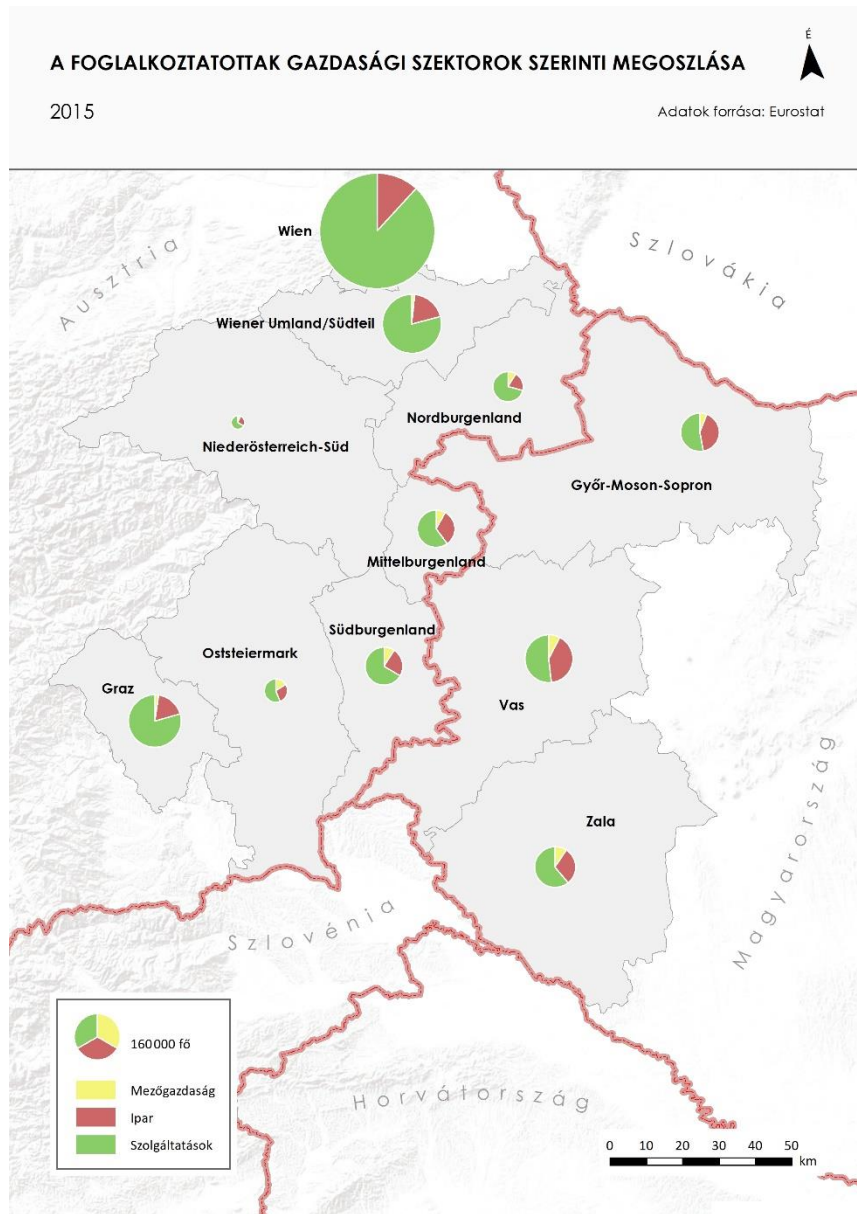 É
A FOGLALKOZTATOTTAK GAZDASÁGI SZEKTOROK SZERINTI MEGOSZLÁSA
2015
Adatok forrása: Eurostat
Wien
Ausztria
Szlovákia
Wiener Umland/Südteil
Nordburgenland
Niederösterreich-Süd
Győr-Moson-Sopron
Mittelburgenland
Südburgenland
Oststeiermark
Graz
Vas
Zala
Magyarország
Szlovénia
Horvátország
160 000 fő
Mezőgazdaság
Ipar
Szolgáltatások
0 10 20 30 40 50
km